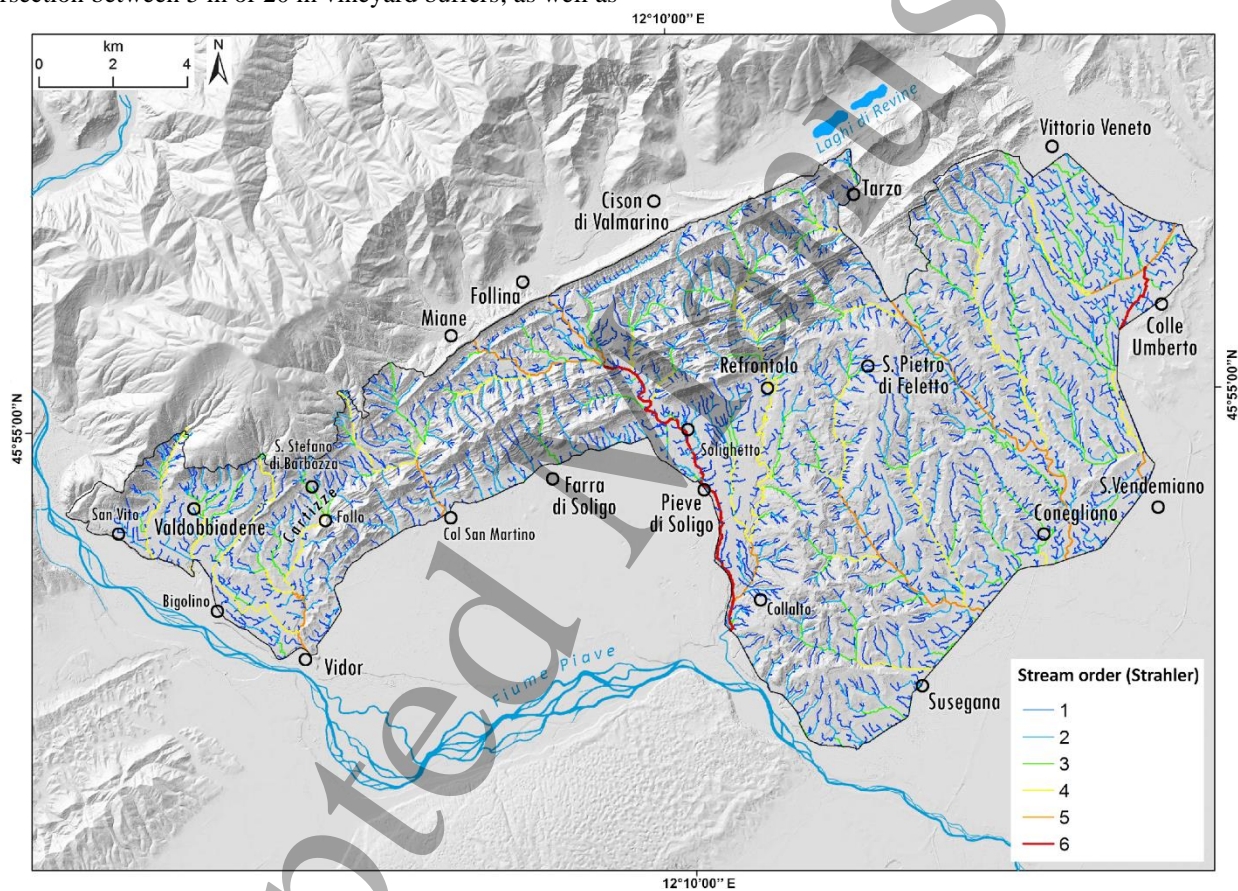 rsection between 5 m or 20 m vineyard buffers, as well as
12°10'00'' E
km
0 2 4
N
Laghi di Revine
Vittorio Veneto
Tarzo
Cison
di Valmarino
Follina
Miane
Colle
Umberto
Refrontolo
S. Pietro
di Feletto
45°55'00''N
45°55'00''N
Solighetto
S. Stefano
di Barbozza
Farra
di Soligo
Pieve
di Soligo
S.Vendemiano
Conegliano
San Vito
Valdobbiadene
Cartizze
Follo
Col San Martino
Bigolino
Collalto
Vidor
Fiume Piave
Susegana
Stream order (Strahler)
1
2
3
4
5
6
12°10'00'' E